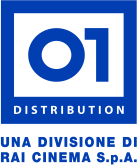 01
DISTRIBUTION
UNA DIVISIONE DI
RAI CINEMA S.p.A.